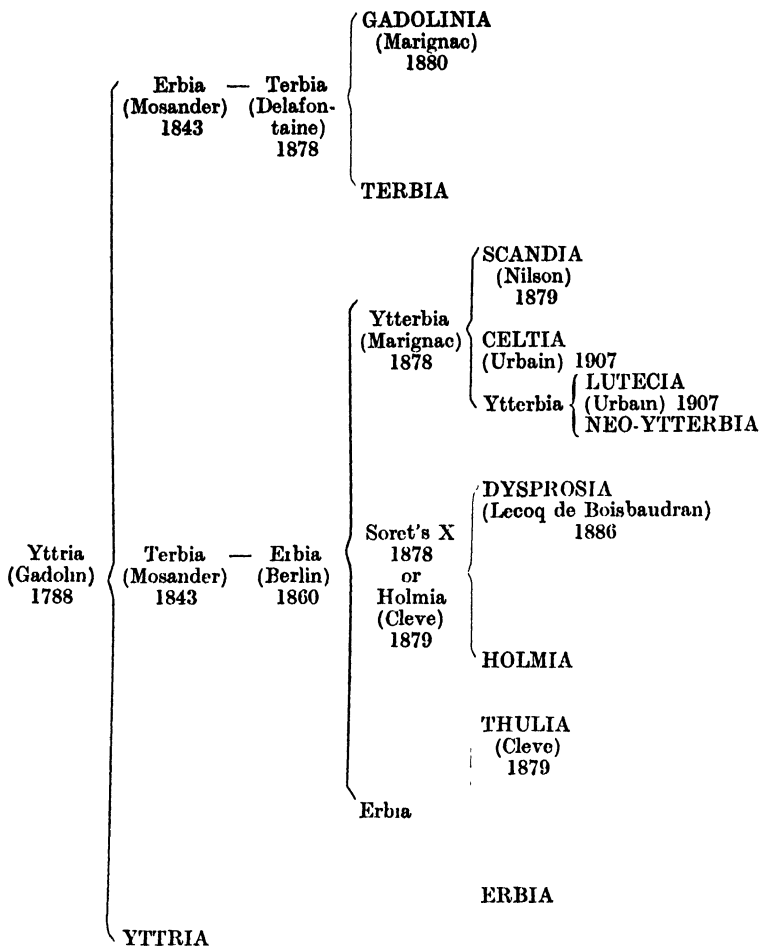 GADOLINIA
(Marignac)
1880
Erbia — Terbia
(Mosander) (Delafon-
1843 taine)
1878
TERBIA
SCANDIA
(Nilson)
1879
Ytterbia
(Marignac)
1878
CELTIA
(Urbain) 1907
Ytterbia
LUTECIA
(Urbain) 1907
NEO-YTTERBIA
DYSPROSIA
(Lecoq de Boisbaudran)
1886
Soret's X
1878
or
Holmia
(Cleve)
1879
Yttria
(Gadolin)
1788
Terbia — Erbia
(Mosander) (Berlin)
1843 1860
HOLMIA
THULIA
(Cleve)
1879
Erbia
ERBIA
YTTRIA